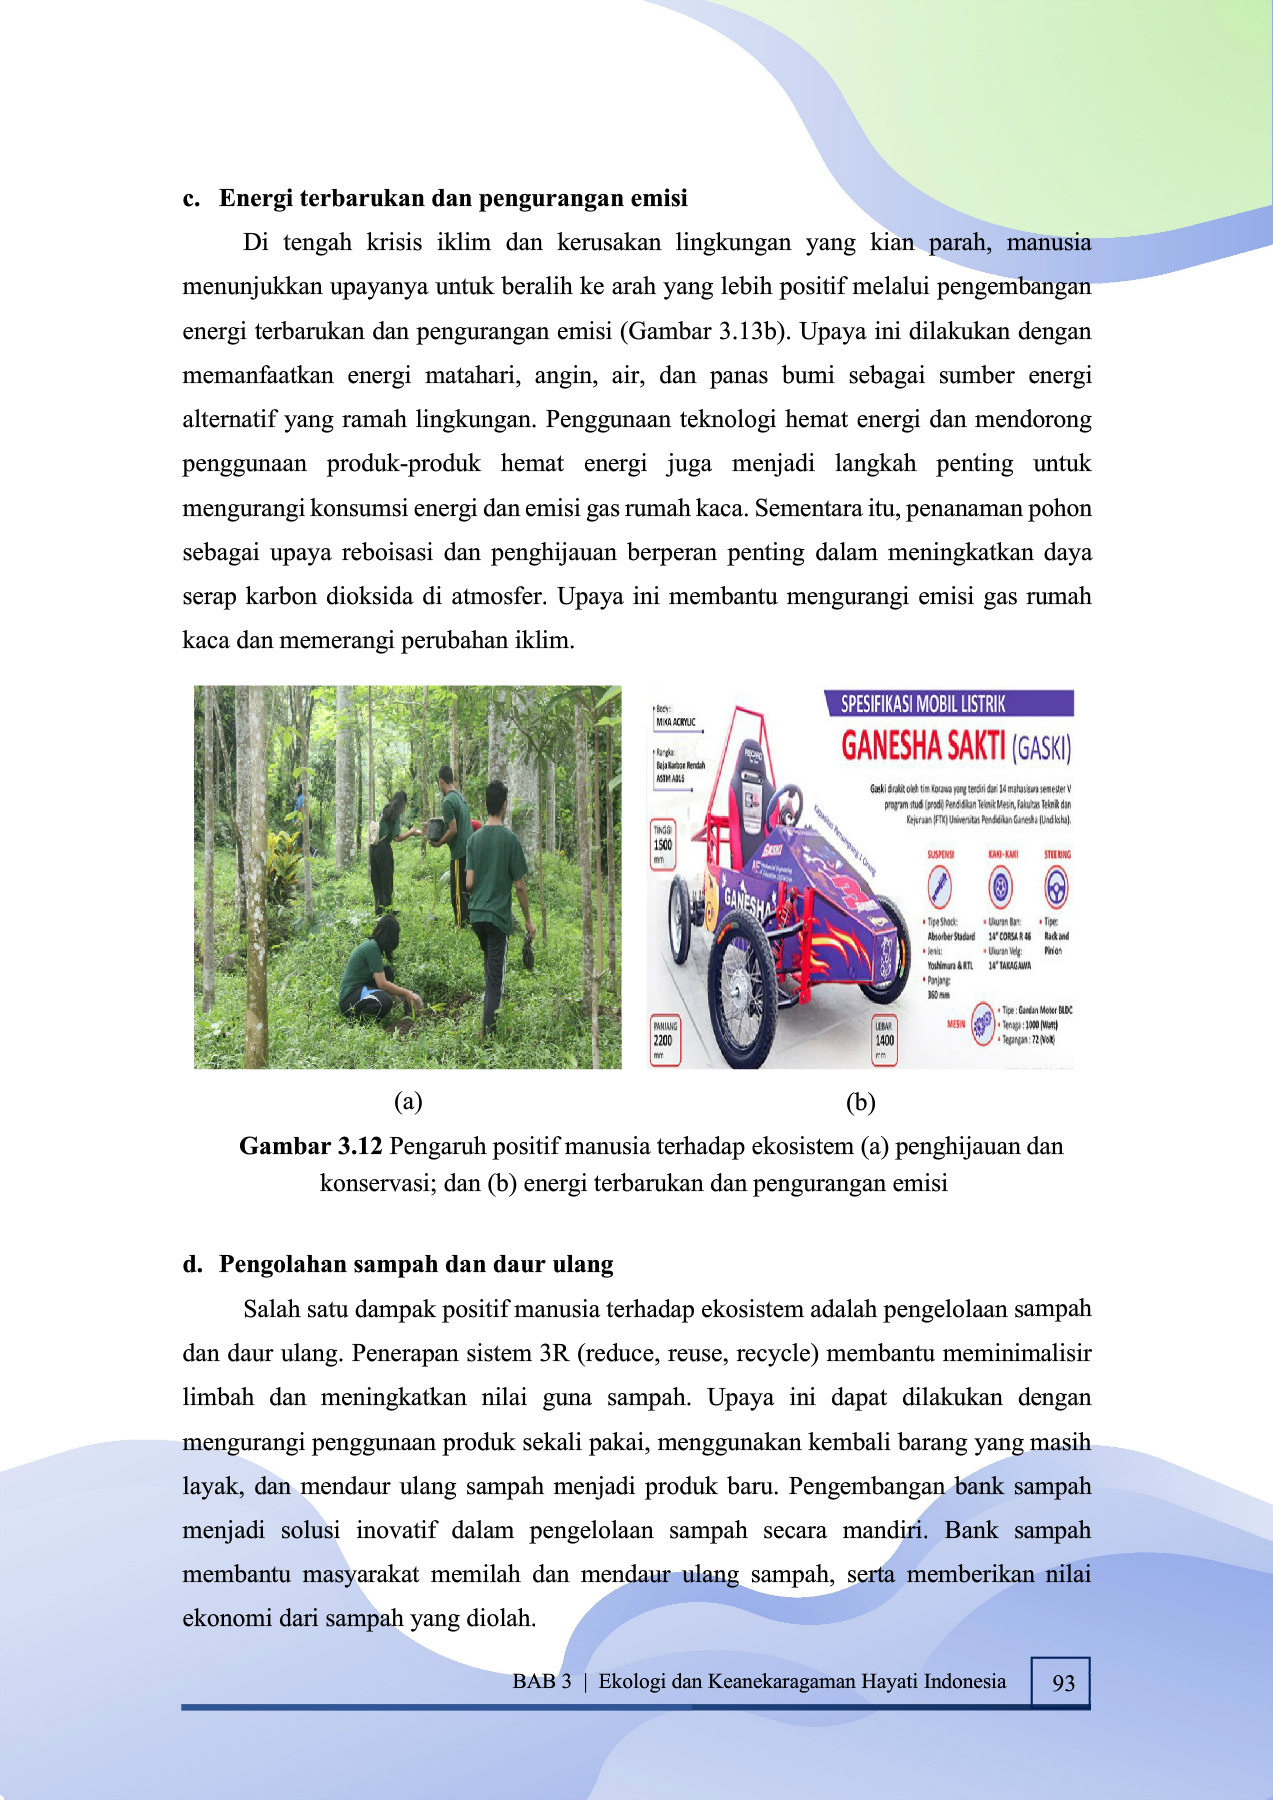 c. Energi terbarukan dan pengurangan emisi
Di tengah krisis iklim dan kerusakan lingkungan yang kian parah, manusia
menunjukkan upayanya untuk beralih ke arah yang lebih positif melalui pengembangan
energi terbarukan dan pengurangan emisi (Gambar 3.13b). Upaya ini dilakukan dengan
memanfaatkan energi matahari, angin, air, dan panas bumi sebagai sumber energi
alternatif yang ramah lingkungan. Penggunaan teknologi hemat energi dan mendorong
penggunaan produk-produk hemat energi juga menjadi langkah penting untuk
mengurangi konsumsi energi dan emisi gas rumah kaca. Sementara itu, penanaman pohon
sebagai upaya reboisasi dan penghijauan berperan penting dalam meningkatkan daya
serap karbon dioksida di atmosfer. Upaya ini membantu mengurangi emisi gas rumah
kaca dan memerangi perubahan iklim.
SPESIFIKASI MOBIL LISTRIK
GANESHA SAKTI (GASKI)
Gaski dirakit oleh tim Korawa yang terdiri dari 14 mahasiswa semester V
program studi (prodi) Pendidikan Teknik Mesin, Fakultas Teknik dan
Kejuruan (FTK) Universitas Pendidikan Ganesha (Undiksha).
• Body:
MIKA ACRYLIC
• Rangka:
Baja Karbon Rendah
ASTM A016
TINGGI
1500
mm
Kapasitas Penumpang 1 Orang
GASKI
GANESHA
SUSPENSI
• Tipe Shock:
Absorber Stadard
• Jenis:
Yoshimura & RTL
• Panjang:
360 mm
KAKI-KAKI
• Ukuran Ban:
14" CORSA R 46
• Ukuran Velg:
14" TAKAGAWA
STEERING
• Tipe:
Rack and
Pinion
MESIN
• Tipe : Gardan Motor BLDC
• Tenaga : 1000 (Watt)
• Tegangan : 72 (Volt)
PANJANG
2200
mm
LEBAR
1400
mm
(a)
(b)
Gambar 3.12 Pengaruh positif manusia terhadap ekosistem (a) penghijauan dan
konservasi; dan (b) energi terbarukan dan pengurangan emisi
d. Pengolahan sampah dan daur ulang
Salah satu dampak positif manusia terhadap ekosistem adalah pengelolaan sampah
dan daur ulang. Penerapan sistem 3R (reduce, reuse, recycle) membantu meminimalisir
limbah dan meningkatkan nilai guna sampah. Upaya ini dapat dilakukan dengan
mengurangi penggunaan produk sekali pakai, menggunakan kembali barang yang masih
layak, dan mendaur ulang sampah menjadi produk baru. Pengembangan bank sampah
menjadi solusi inovatif dalam pengelolaan sampah secara mandiri. Bank sampah
membantu masyarakat memilah dan mendaur ulang sampah, serta memberikan nilai
ekonomi dari sampah yang diolah.
BAB 3 | Ekologi dan Keanekaragaman Hayati Indonesia 93